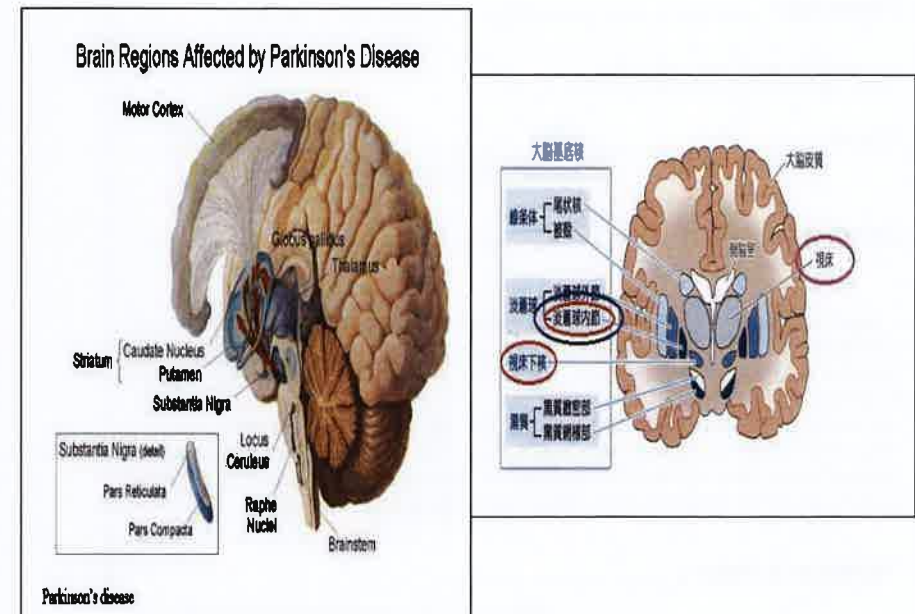 Brain Regions Affected by Parkinson's Disease
Motor Cortex
Globus pallidus
Thalamus
Striatum
Caudate Nucleus
Putamen
Substantia Nigra
Locus
Ceruleus
Raphe
Nuclei
Brainstem
Substantia Nigra (detail)
Pars Reticulata
Pars Compacta
Parkinson's disease
大脳基底核
線条体
尾状核
被殻
淡蒼球
淡蒼球外節
淡蒼球内節
視床下核
黒質
黒質緻密部
黒質網様部
大脳皮質
側脳室
視床